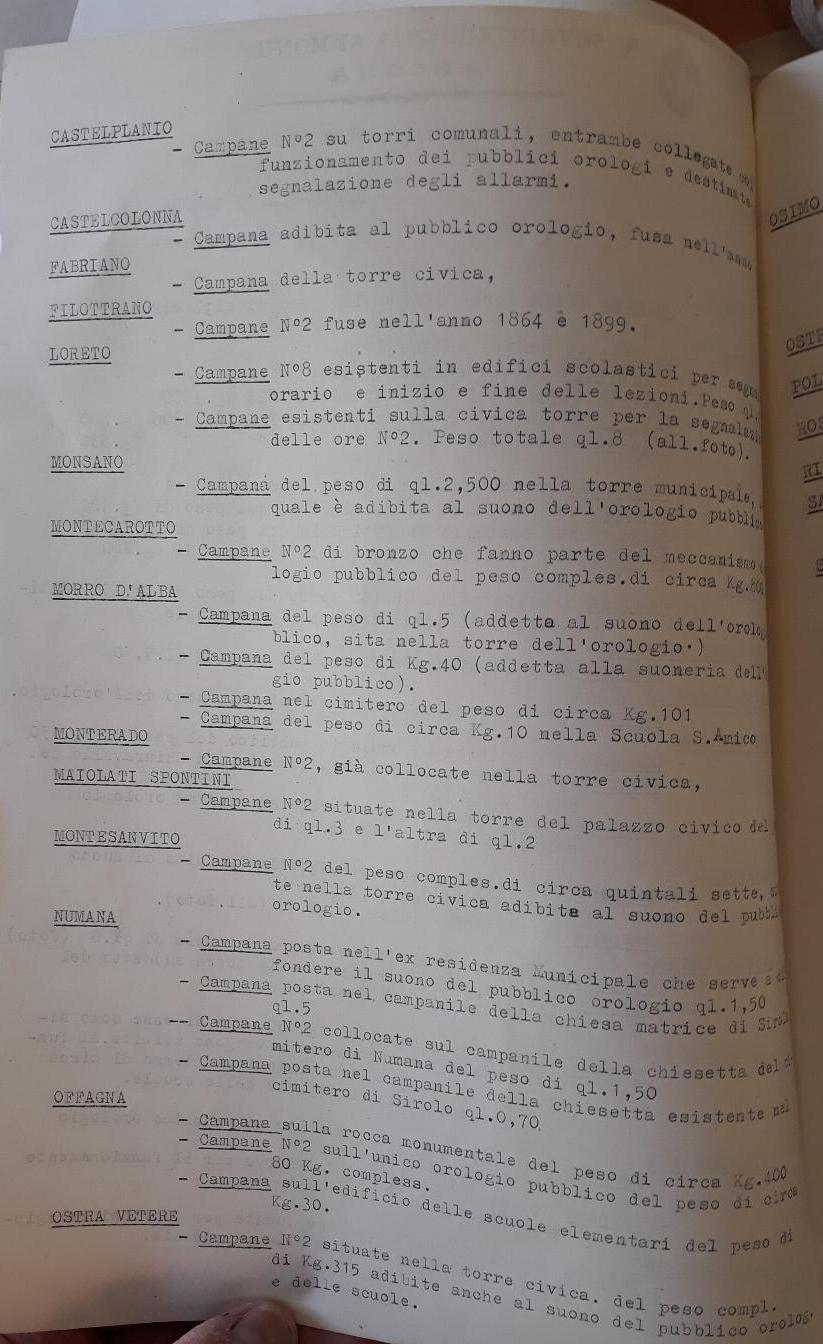 CASTELPLANIO
- Campane N°2 su torri comunali, entrambe collegate col
funzionamento dei pubblici orologi e destinate
segnalazione degli allarmi.
CASTELCOLONNA
- Campana adibita al pubblico orologio, fusa nell'anno
FABRIANO
- Campana della torre civica,
FILOTTRANO
- Campane N°2 fuse nell'anno 1864 e 1899.
LORETO
- Campane N°8 esistenti in edifici scolastici per
orario e inizio e fine delle lezioni.Peso ql.
- Campane esistenti sulla civica torre per la
delle ore N°2. Peso totale ql.8 (all.foto).
MONSANO
- Campana del peso di ql.2,500 nella torre municipale,
quale è adibita al suono dell'orologio
MONTECAROTTO
- Campane N°2 di bronzo che fanno parte del meccanismo
logio pubblico del peso comples.di circa
MORRO D'ALBA
- Campana del peso di ql.5 (addetta al suono
blico, sita nella torre dell'orologio.)
- Campana del peso di Kg.40 (addetta alla suoneria
gio pubblico).
- Campana nel cimitero del peso di circa Kg.101
- Campana del peso di circa Kg.10 nella Scuola S.Amico
MONTERADO
- Campane N°2, già collocate nella torre civica,
MAIOLATI SPONTINI
- Campane N°2 situate nella torre del palazzo civico del
di ql.3 e l'altra di ql.2
MONTESANVITO
- Campane N°2 del peso comples.di circa quintali sette,
te nella torre civica adibite al suono del
orologio.
NUMANA
- Campana posta nell'ex residenza Municipale che serve a
fondere il suono del pubblico orologio ql.1,50
- Campana posta nel campanile della chiesa matrice di
ql.5
-- Campane N°2 collocate sul campanile della chiesetta del
mitero di Numana del peso di ql.1,50
- Campana posta nel campanile della chiesetta esistente nel
cimitero di Sirolo ql.0,70.
OFFAGNA
- Campana sulla rocca monumentale del peso di circa Kg.400
- Campane N°2 sull'unico orologio pubblico del peso di circa
80 Kg. compless.
- Campana sull'edificio delle scuole elementari del peso di
Kg.30.
OSTRA VETERE
- Campane N°2 situate nella torre civica. del peso compl.
di Kg.315 adibite anche al suono del pubblico orolog.
e delle scuole.
OSIMO